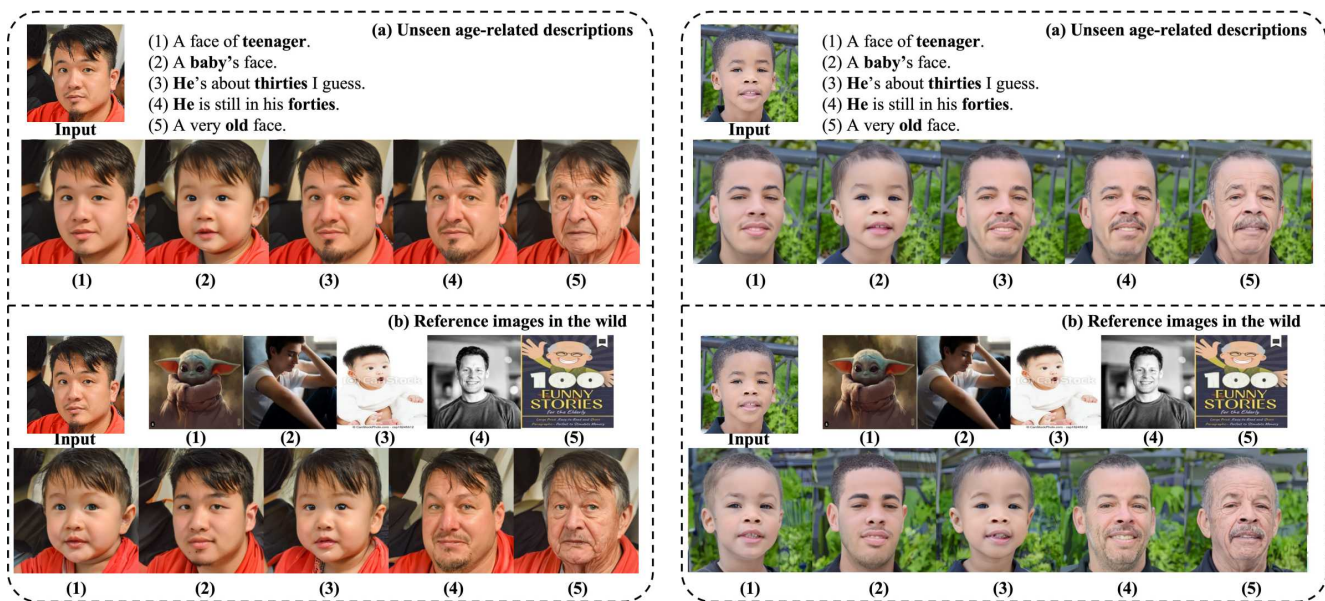 (a) Unseen age-related descriptions
(1) A face of teenager.
(2) A baby's face.
(3) He's about thirties I guess.
(4) He is still in his forties.
(5) A very old face.
Input
(1) (2) (3) (4) (5)
(b) Reference images in the wild
100
FUNNY
STORIES
for the Elderly
Input
(1) (2) (3) (4) (5)
(1) (2) (3) (4) (5)
(a) Unseen age-related descriptions
(1) A face of teenager.
(2) A baby's face.
(3) He's about thirties I guess.
(4) He is still in his forties.
(5) A very old face.
Input
(1) (2) (3) (4) (5)
(b) Reference images in the wild
100
FUNNY
STORIES
for the Elderly
Input
(1) (2) (3) (4) (5)
(1) (2) (3) (4) (5)